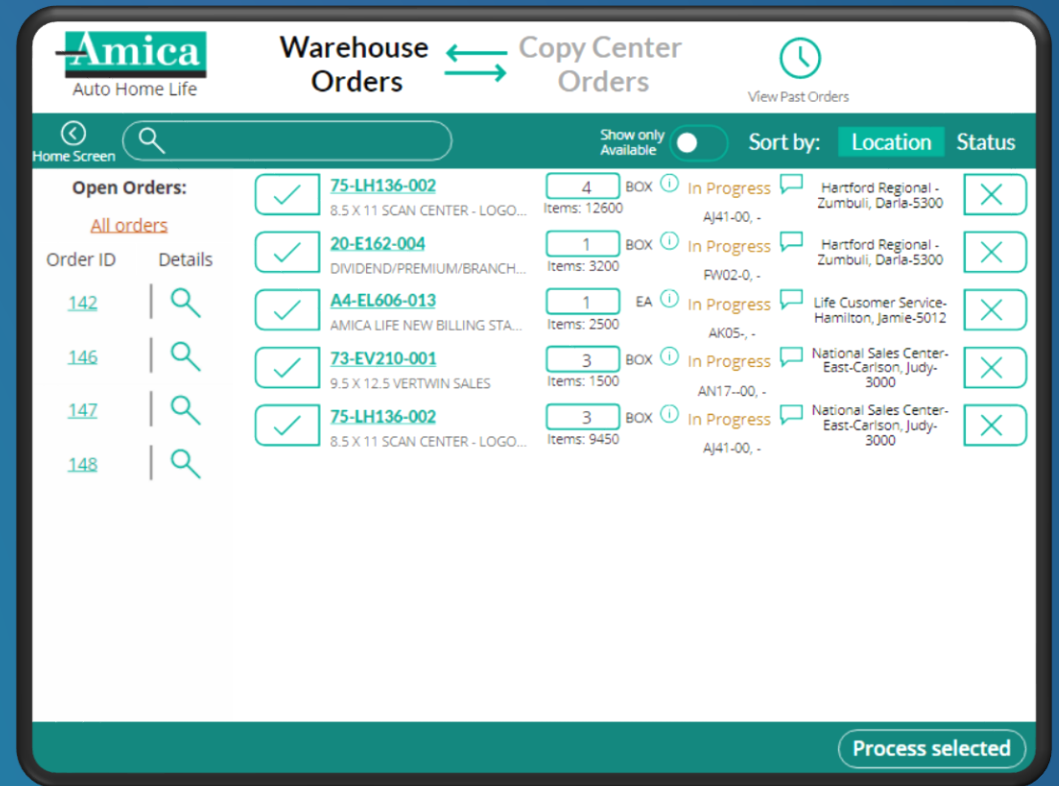 Amica
Auto Home Life
Warehouse Orders
Copy Center Orders
View Past Orders
Home Screen
Show only Available
Sort by:
Location
Status
Open Orders:
All orders
Order ID Details
142
146
147
148
75-LH136-002
8.5 X 11 SCAN CENTER - LOGO...
4 BOX
Items: 12600
In Progress
AJ41-00, -
Hartford Regional -
Zumbuli, Darla-5300
20-E162-004
DIVIDEND/PREMIUM/BRANCH...
1 BOX
Items: 3200
In Progress
FW02-0, -
Hartford Regional -
Zumbuli, Darla-5300
A4-EL606-013
AMICA LIFE NEW BILLING STA...
1 EA
Items: 2500
In Progress
AK05-, -
Life Cusomer Service-
Hamilton, Jamie-5012
73-EV210-001
9.5 X 12.5 VERTWIN SALES
3 BOX
Items: 1500
In Progress
AN17--00, -
National Sales Center-
East-Carlson, Judy-
3000
75-LH136-002
8.5 X 11 SCAN CENTER - LOGO...
3 BOX
Items: 9450
In Progress
AJ41-00, -
National Sales Center-
East-Carlson, Judy-
3000
Process selected